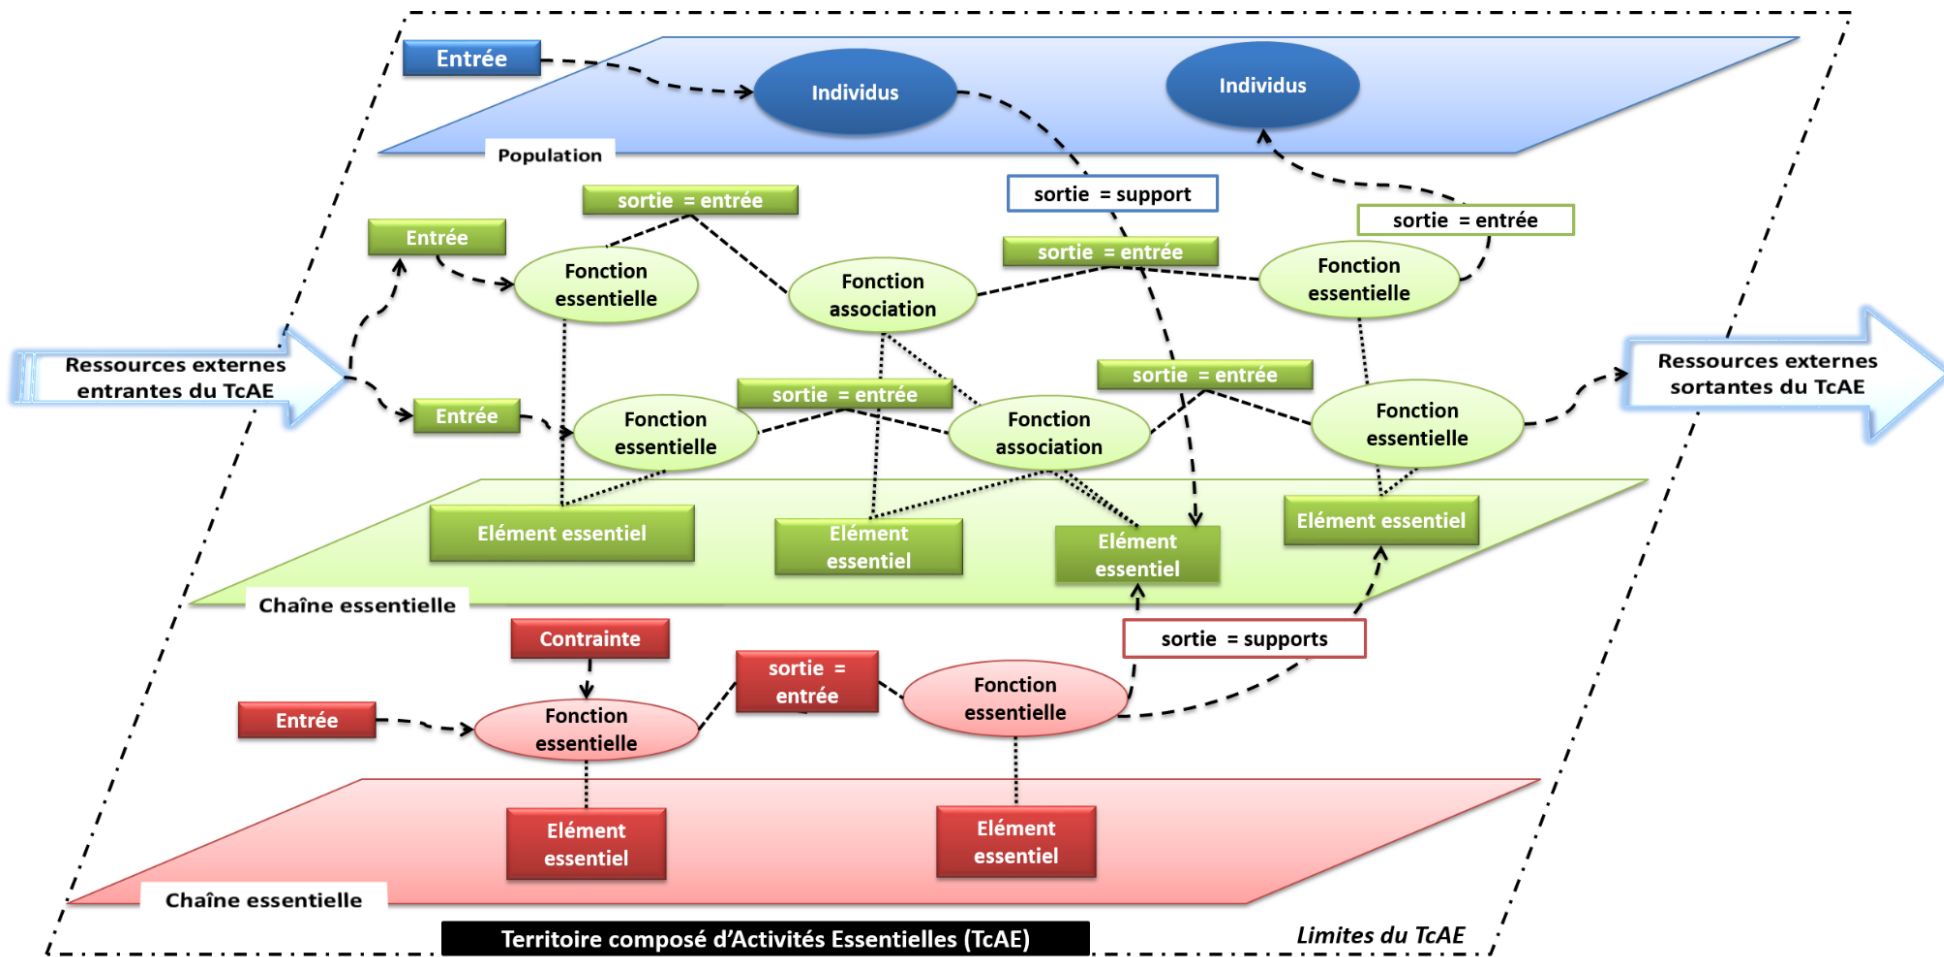 Entrée
Individus
Individus
Population
sortie = entrée
sortie = support
sortie = entrée
Entrée
sortie = entrée
Fonction
essentielle
Fonction
association
Fonction
essentielle
Ressources externes
entrantes du TcAE
Ressources externes
sortantes du TcAE
sortie = entrée
sortie = entrée
Entrée
Fonction
essentielle
Fonction
association
Fonction
essentielle
Elément essentiel
Elément
essentiel
Elément
essentiel
Elément essentiel
Chaîne essentielle
Contrainte
sortie = supports
sortie =
entrée
Fonction
essentielle
Entrée
Fonction
essentielle
Elément
essentiel
Elément
essentiel
Chaîne essentielle
Territoire composé d’Activités Essentielles (TcAE)
Limites du TcAE